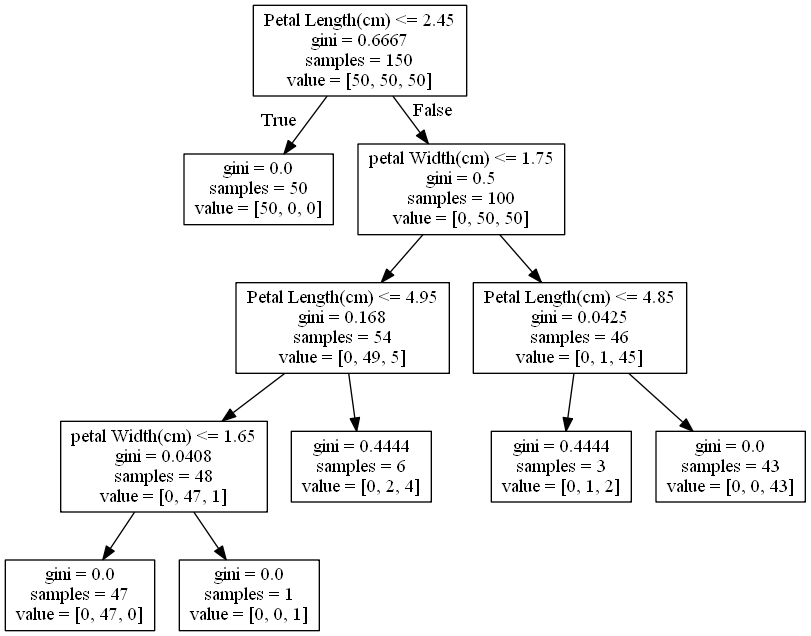 Petal Length(cm) <= 2.45
gini = 0.6667
samples = 150
value = [50, 50, 50]
True
False
gini = 0.0
samples = 50
value = [50, 0, 0]
petal Width(cm) <= 1.75
gini = 0.5
samples = 100
value = [0, 50, 50]
Petal Length(cm) <= 4.95
gini = 0.168
samples = 54
value = [0, 49, 5]
Petal Length(cm) <= 4.85
gini = 0.0425
samples = 46
value = [0, 1, 45]
petal Width(cm) <= 1.65
gini = 0.0408
samples = 48
value = [0, 47, 1]
gini = 0.4444
samples = 6
value = [0, 2, 4]
gini = 0.4444
samples = 3
value = [0, 1, 2]
gini = 0.0
samples = 43
value = [0, 0, 43]
gini = 0.0
samples = 47
value = [0, 47, 0]
gini = 0.0
samples = 1
value = [0, 0, 1]